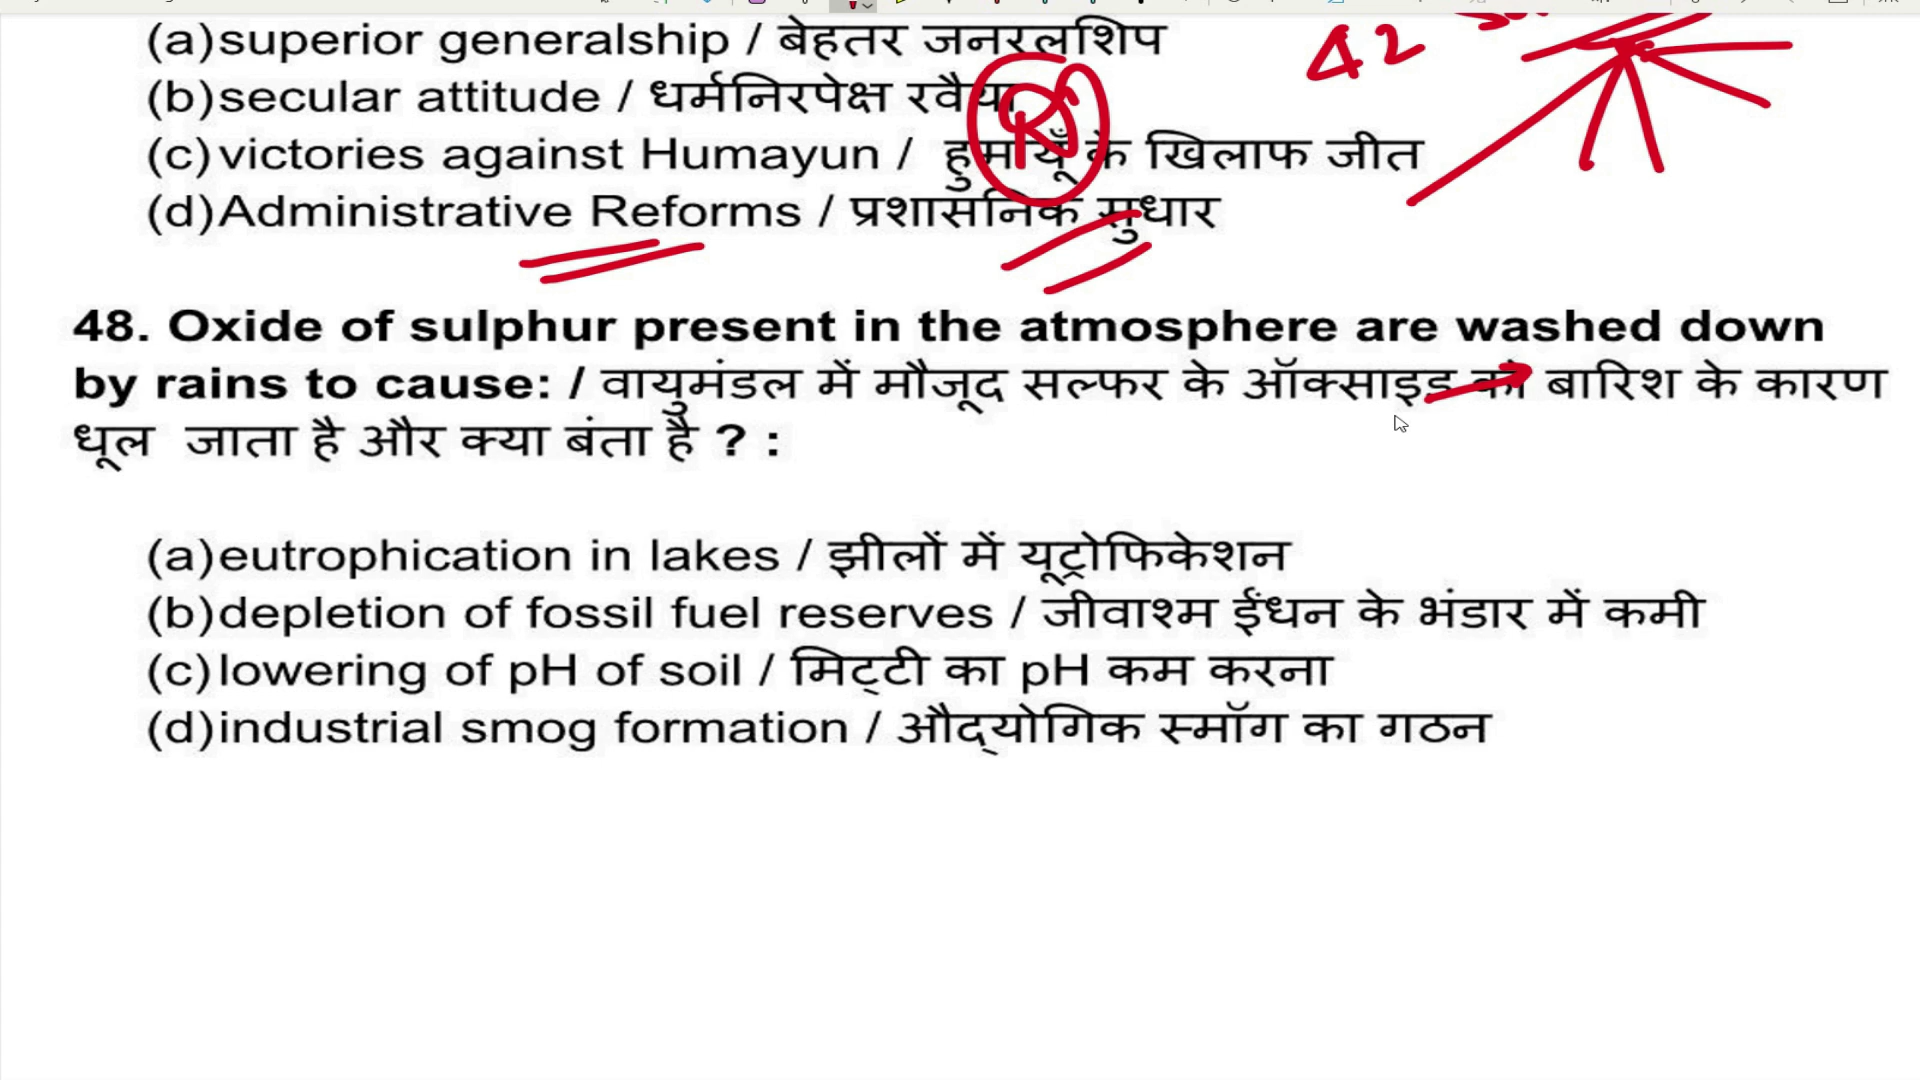 (a) superior generalship / बेहतर जनरलशिप
(b) secular attitude / धर्मनिरपेक्ष रवैया
(c) victories against Humayun / हुमायूँ के खिलाफ जीत
(d) Administrative Reforms / प्रशासनिक सुधार
42
48. Oxide of sulphur present in the atmosphere are washed down
by rains to cause: / वायुमंडल में मौजूद सल्फर के ऑक्साइड को बारिश के कारण
धूल जाता है और क्या बंता है ? :
(a) eutrophication in lakes / झीलों में यूट्रोफिकेशन
(b) depletion of fossil fuel reserves / जीवाश्म ईंधन के भंडार में कमी
(c) lowering of pH of soil / मिट्टी का pH कम करना
(d) industrial smog formation / औद्योगिक स्मॉग का गठन